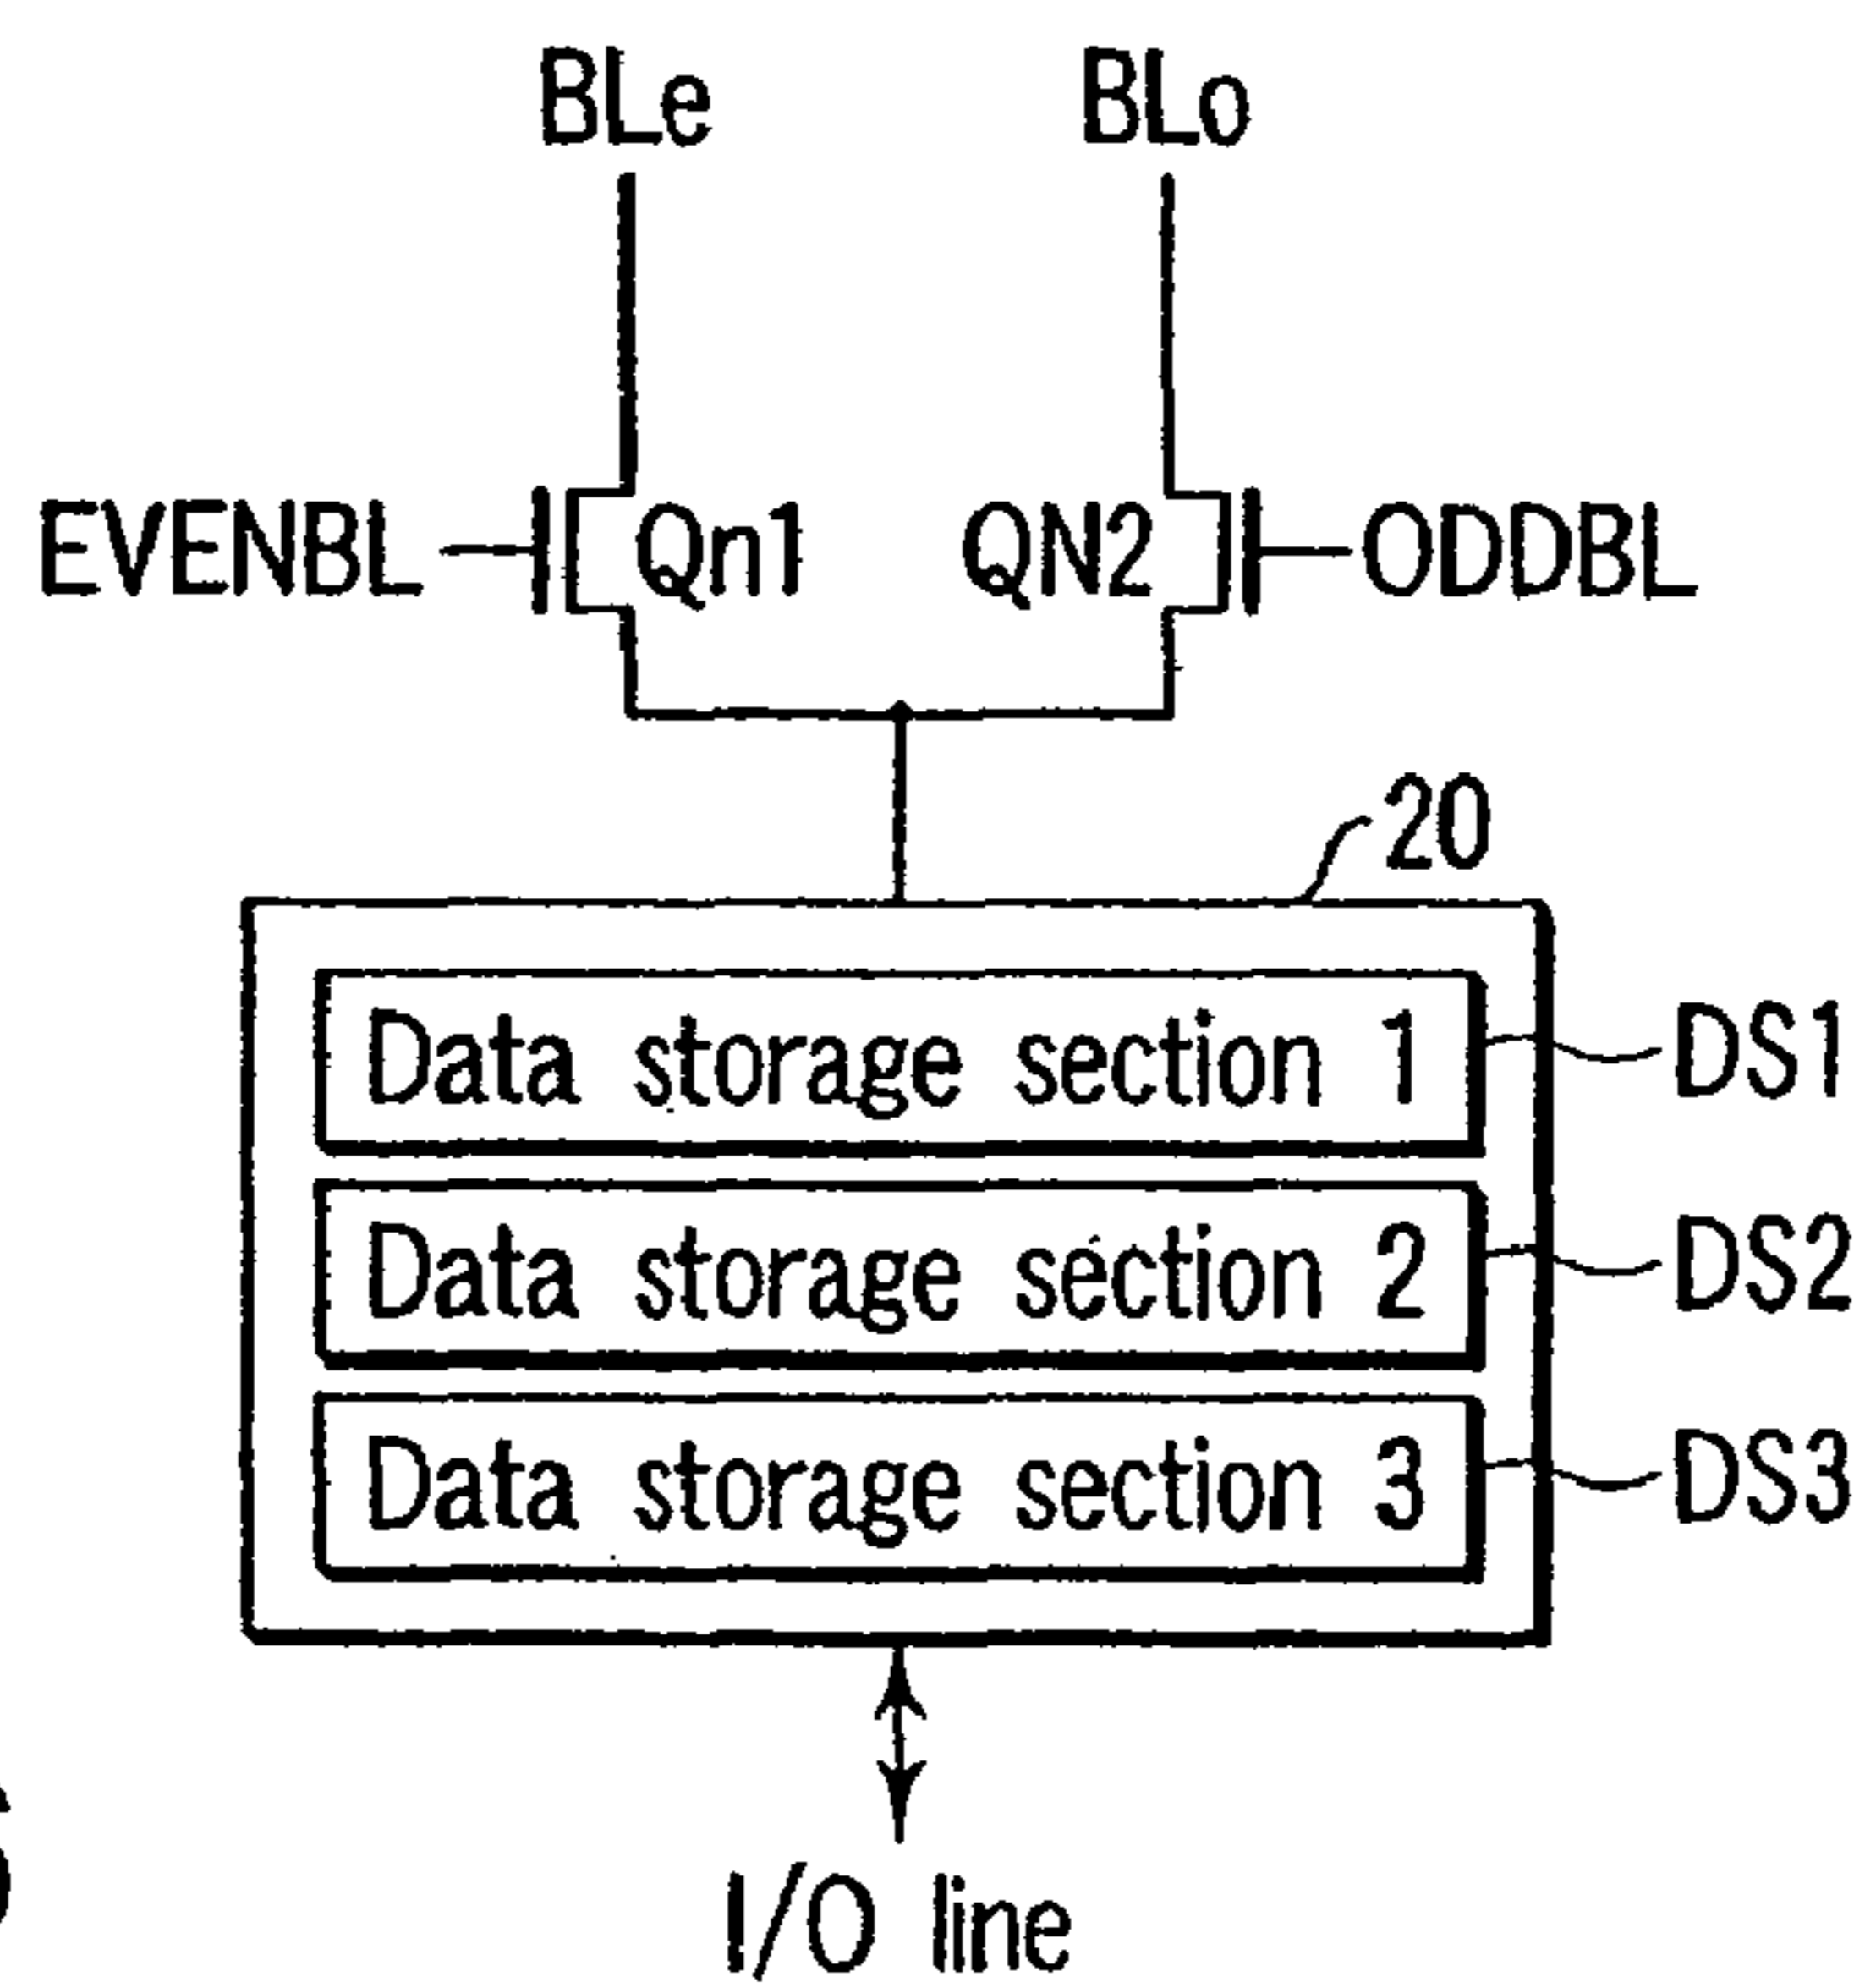 BLe BLo
EVENBL Qn1 QN2 ODDBL
20
Data storage section 1 DS1
Data storage section 2 DS2
Data storage section 3 DS3
I/O line